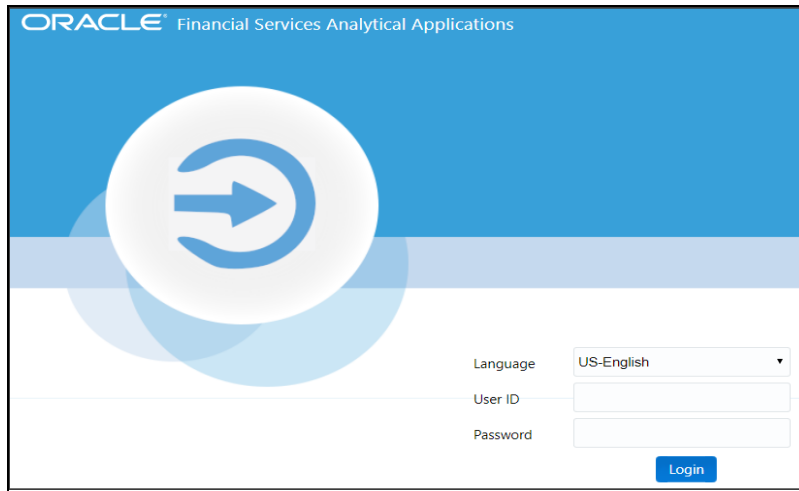 ORACLE® Financial Services Analytical Applications
Language US-English
User ID
Password
Login